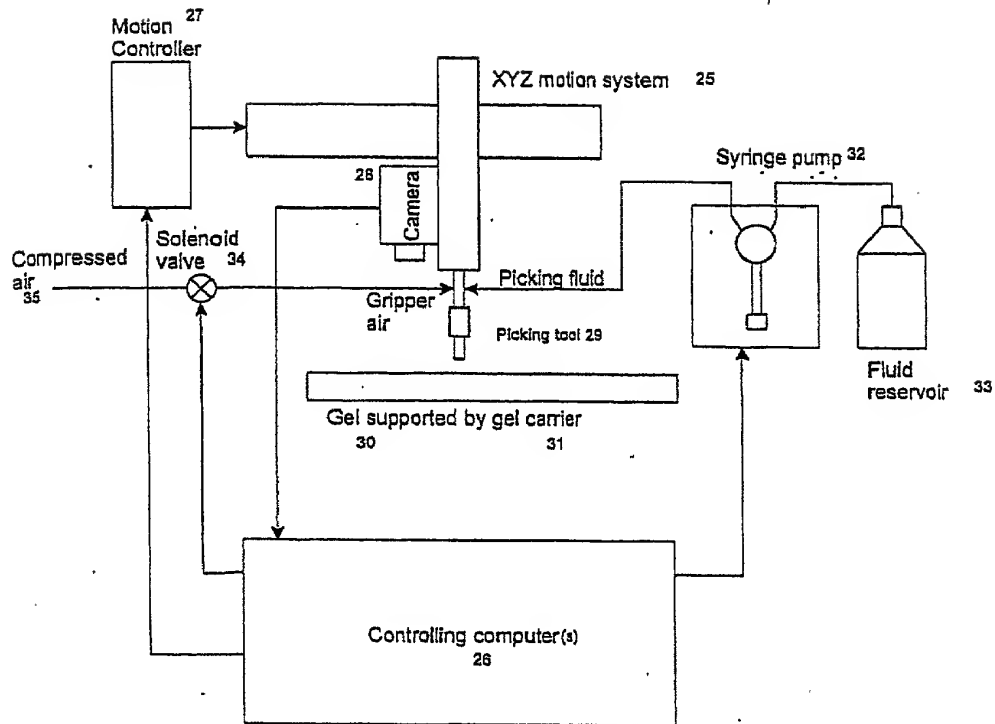 Motion 27
Controller
XYZ motion system 25
Syringe pump 32
28
Camera
Solenoid
valve 34
Compressed
air
35
Gripper
air
Picking fluid
Picking tool 29
Fluid
reservoir 33
Gel supported by gel carrier
30 31
Controlling computer(s)
26